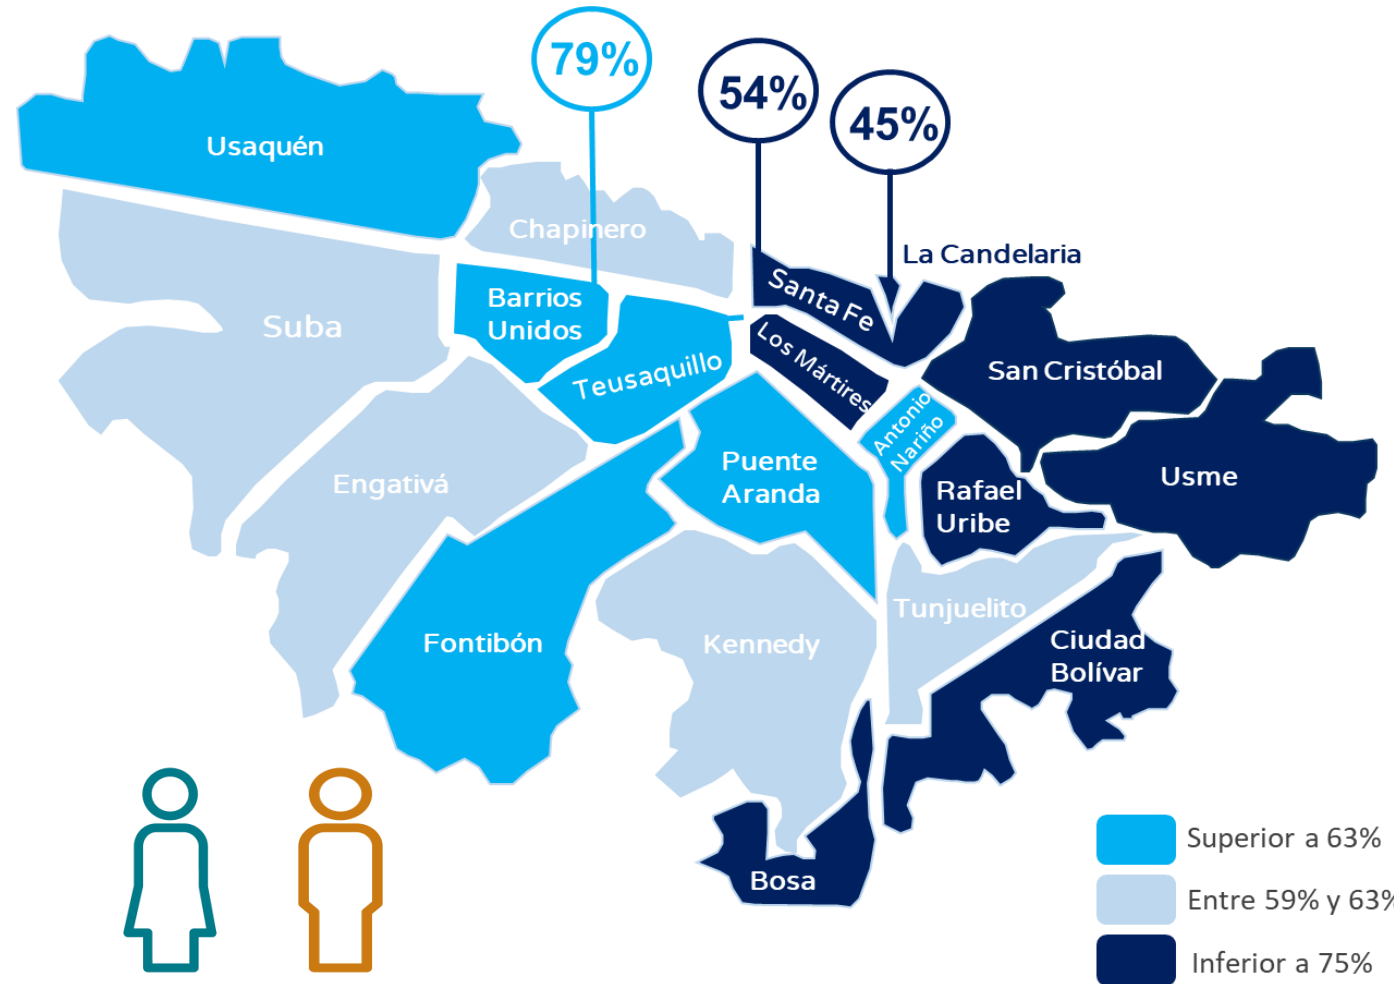 79%
54%
45%
Usaquén
Chapinero
La Candelaria
Suba
Barrios
Unidos
Santa Fe
Teusaquillo
Los Mártires
San Cristóbal
Antonio
Nariño
Engativá
Puente
Aranda
Rafael
Uribe
Usme
Fontibón
Kennedy
Tunjuelito
Ciudad
Bolívar
Bosa
Superior a 63%
Entre 59% y 63%
Inferior a 75%